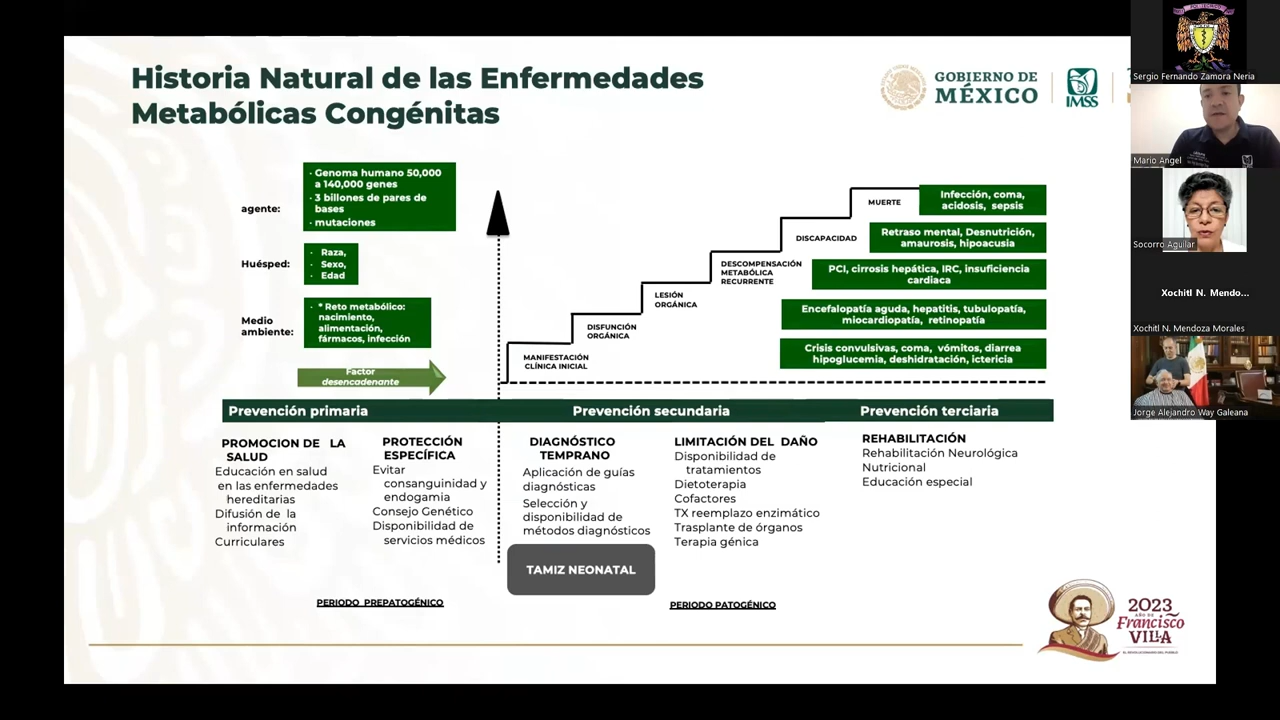 Historia Natural de las Enfermedades
Metabólicas Congénitas
GOBIERNO DE
MÉXICO
IMSS
agente:
· Genoma humano 50,000
a 140,000 genes
· 3 billones de pares de
bases
· mutaciones
Huésped:
· Raza,
· Sexo,
· Edad
Medio
ambiente:
· * Reto metabólico:
nacimiento,
alimentación,
fármacos, infección
Factor
desencadenante
MUERTE
Infección, coma,
acidosis, sepsis
DISCAPACIDAD
Retraso mental, Desnutrición,
amaurosis, hipoacusia
DESCOMPENSACIÓN
METABÓLICA
RECURRENTE
PCI, cirrosis hepática, IRC, insuficiencia
cardiaca
LESIÓN
ORGÁNICA
Encefalopatía aguda, hepatitis, tubulopatía,
miocardiopatía, retinopatía
DISFUNCIÓN
ORGÁNICA
MANIFESTACIÓN
CLÍNICA INICIAL
Crisis convulsivas, coma, vómitos, diarrea
hipoglucemia, deshidratación, ictericia
Prevención primaria
Prevención secundaria
Prevención terciaria
PROMOCION DE LA
SALUD
Educación en salud
en las enfermedades
hereditarias
Difusión de la
información
Curriculares
PROTECCIÓN
ESPECÍFICA
Evitar
consanguinidad y
endogamia
Consejo Genético
Disponibilidad de
servicios médicos
DIAGNÓSTICO
TEMPRANO
Aplicación de guías
diagnósticas
Selección y
disponibilidad de
métodos diagnósticos
TAMIZ NEONATAL
LIMITACIÓN DEL DAÑO
Disponibilidad de
tratamientos
Dietoterapia
Cofactores
TX reemplazo enzimático
Trasplante de órganos
Terapia génica
REHABILITACIÓN
Rehabilitación Neurológica
Nutricional
Educación especial
PERIODO PREPATOGÉNICO
PERIODO PATOGÉNICO
2023
AÑO DE
Francisco
VILLA
EL REVOLUCIONARIO DEL PUEBLO
Sergio Fernando Zamora Neria
Mario Angel
Socorro Aguilar
Xochitl N. Mendo...
Xochitl N. Mendoza Morales
Jorge Alejandro Way Galeana